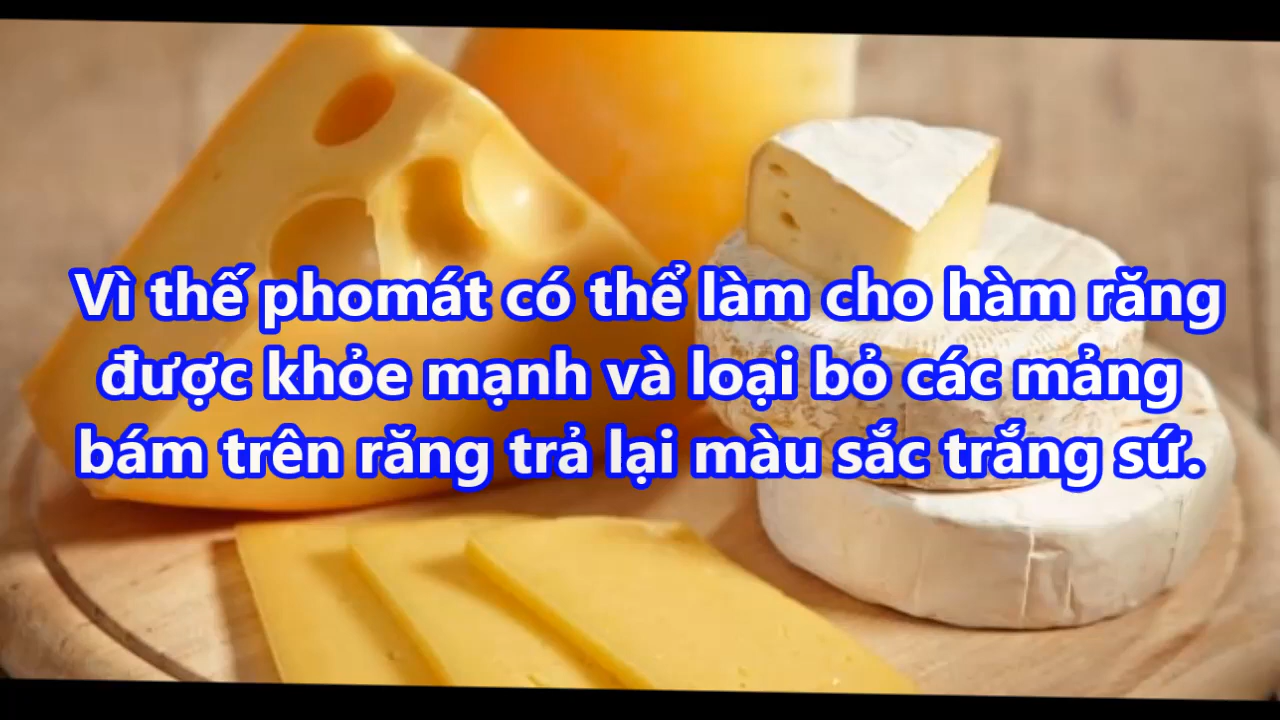 Vì thế phomát có thể làm cho hàm răng
được khỏe mạnh và loại bỏ các mảng
bám trên răng trả lại màu sắc trắng sứ.